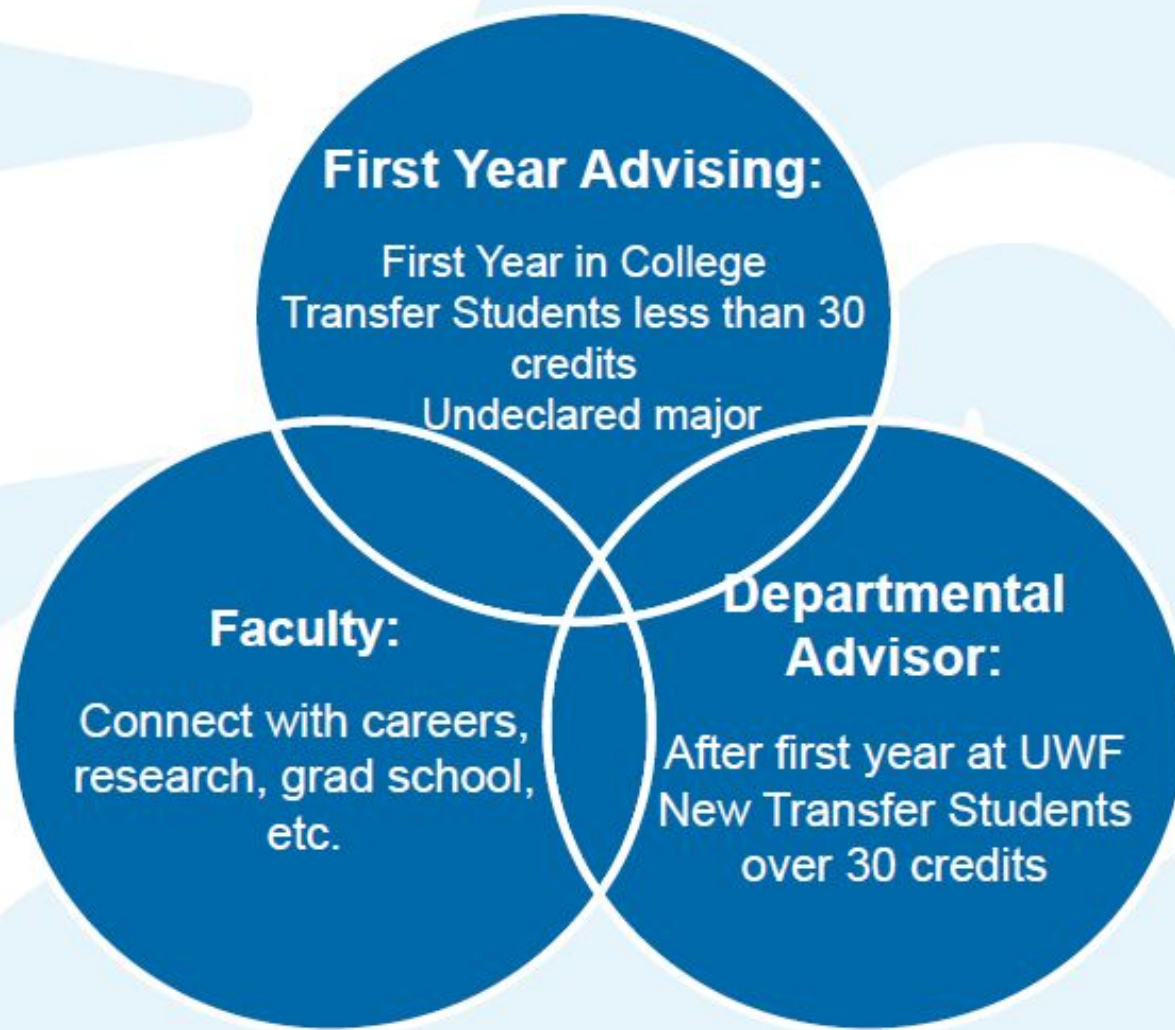 First Year Advising:
First Year in College
Transfer Students less than 30
credits
Undeclared major
Faculty:
Connect with careers,
research, grad school,
etc.
Departmental
Advisor:
After first year at UWF
New Transfer Students
over 30 credits